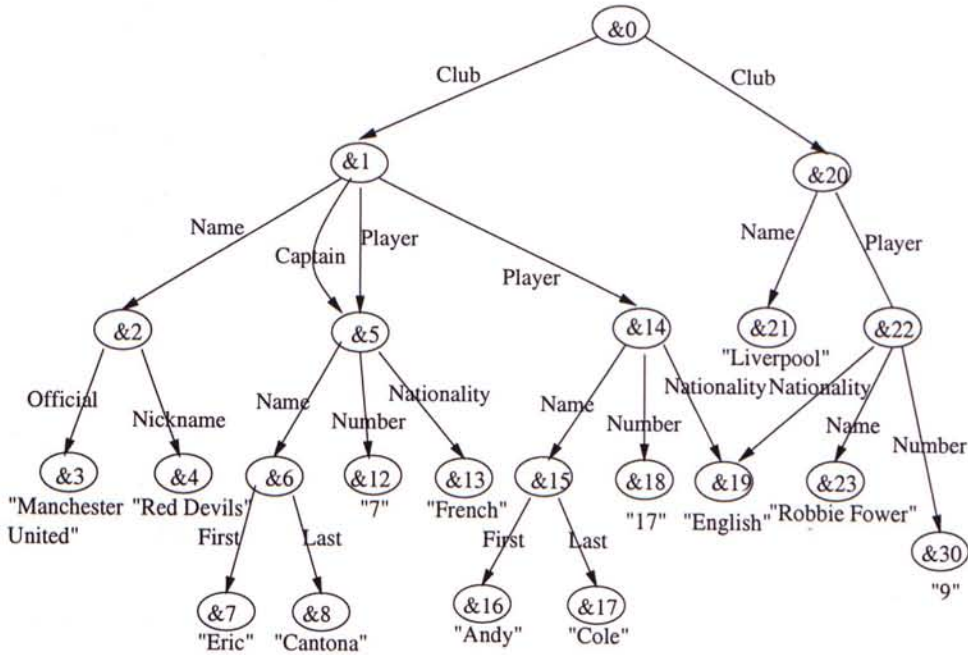 &0
Club
Club
&1
&20
Name
Captain
Player
Player
Name
Player
&2
&5
&14
&21
&22
"Liverpool"
Official
Nickname
Name
Number
Nationality
Name
Number
Nationality
Nationality
Name
Number
&3
&4
&6
&12
&13
&15
&18
&19
&23
"Manchester
United"
"Red Devils"
"7"
"French"
"17"
"English"
"Robbie Fower"
First
Last
First
Last
&30
"9"
&7
&8
&16
&17
"Eric"
"Cantona"
"Andy"
"Cole"